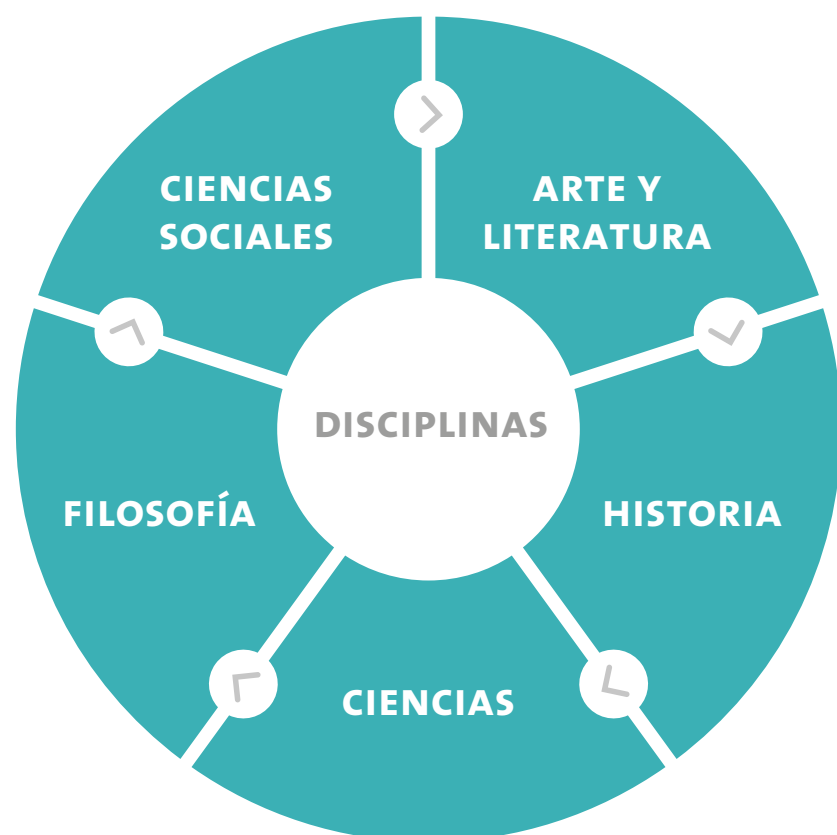 CIENCIAS
SOCIALES
ARTE Y
LITERATURA
DISCIPLINAS
FILOSOFÍA
HISTORIA
CIENCIAS